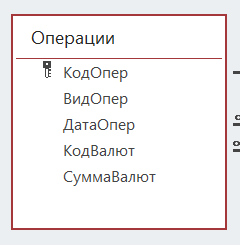 Операции
КодОпер
ВидОпер
ДатаОпер
КодВалют
СуммаВалют